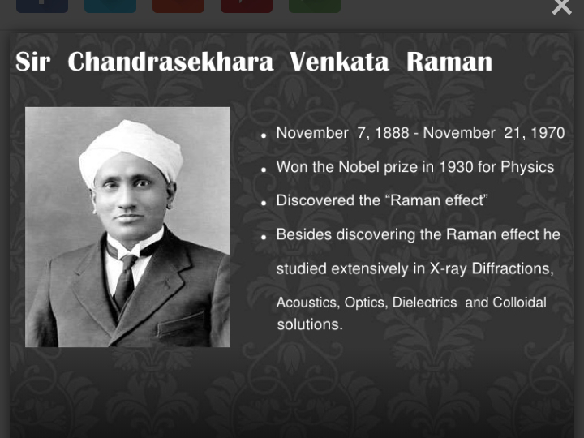 Sir Chandrasekhara Venkata Raman
• November 7, 1888 - November 21, 1970
• Won the Nobel prize in 1930 for Physics
• Discovered the “Raman effect”
• Besides discovering the Raman effect he
studied extensively in X-ray Diffractions,
Acoustics, Optics, Dielectrics and Colloidal
solutions.